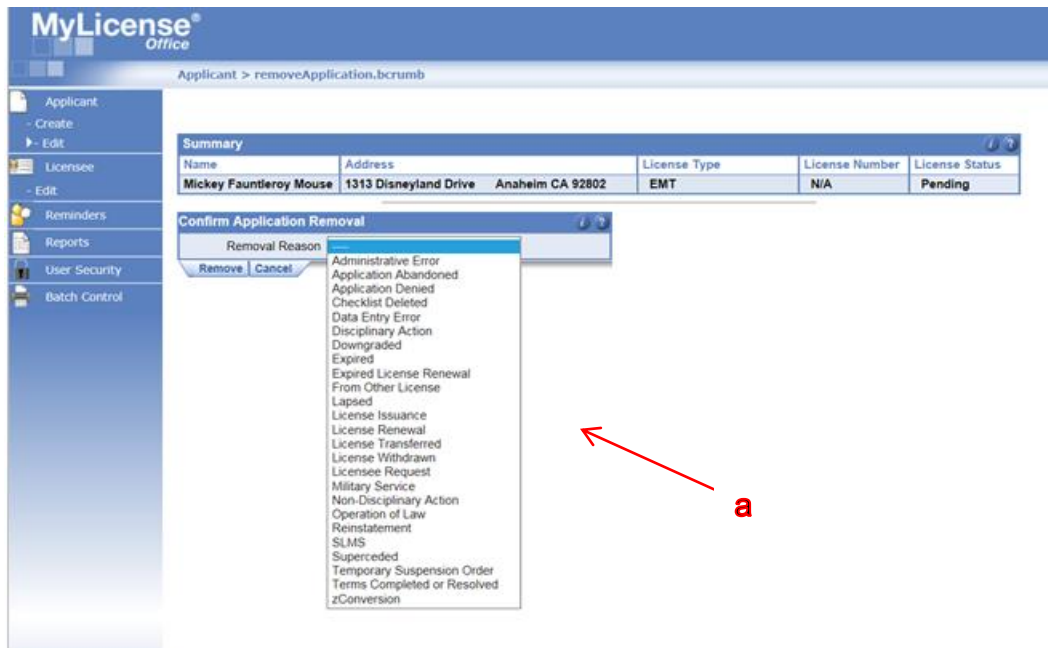 MyLicense®
Office
Applicant > removeApplication.bcrumb
Applicant
- Create
- Edit
Licensee
- Edit
Reminders
Reports
User Security
Batch Control
Summary
Name Address License Type License Number License Status
Mickey Fauntleroy Mouse 1313 Disneyland Drive Anaheim CA 92802 EMT N/A Pending
Confirm Application Removal
Removal Reason -----
Remove | Cancel
Administrative Error
Application Abandoned
Application Denied
Checklist Deleted
Data Entry Error
Disciplinary Action
Downgraded
Expired
Expired License Renewal
From Other License
Lapsed
License Issuance
License Renewal
License Transferred
License Withdrawn
Licensee Request
Military Service
Non-Disciplinary Action
Operation of Law
Reinstatement
SLMS
Superceded
Temporary Suspension Order
Terms Completed or Resolved
zConversion
a